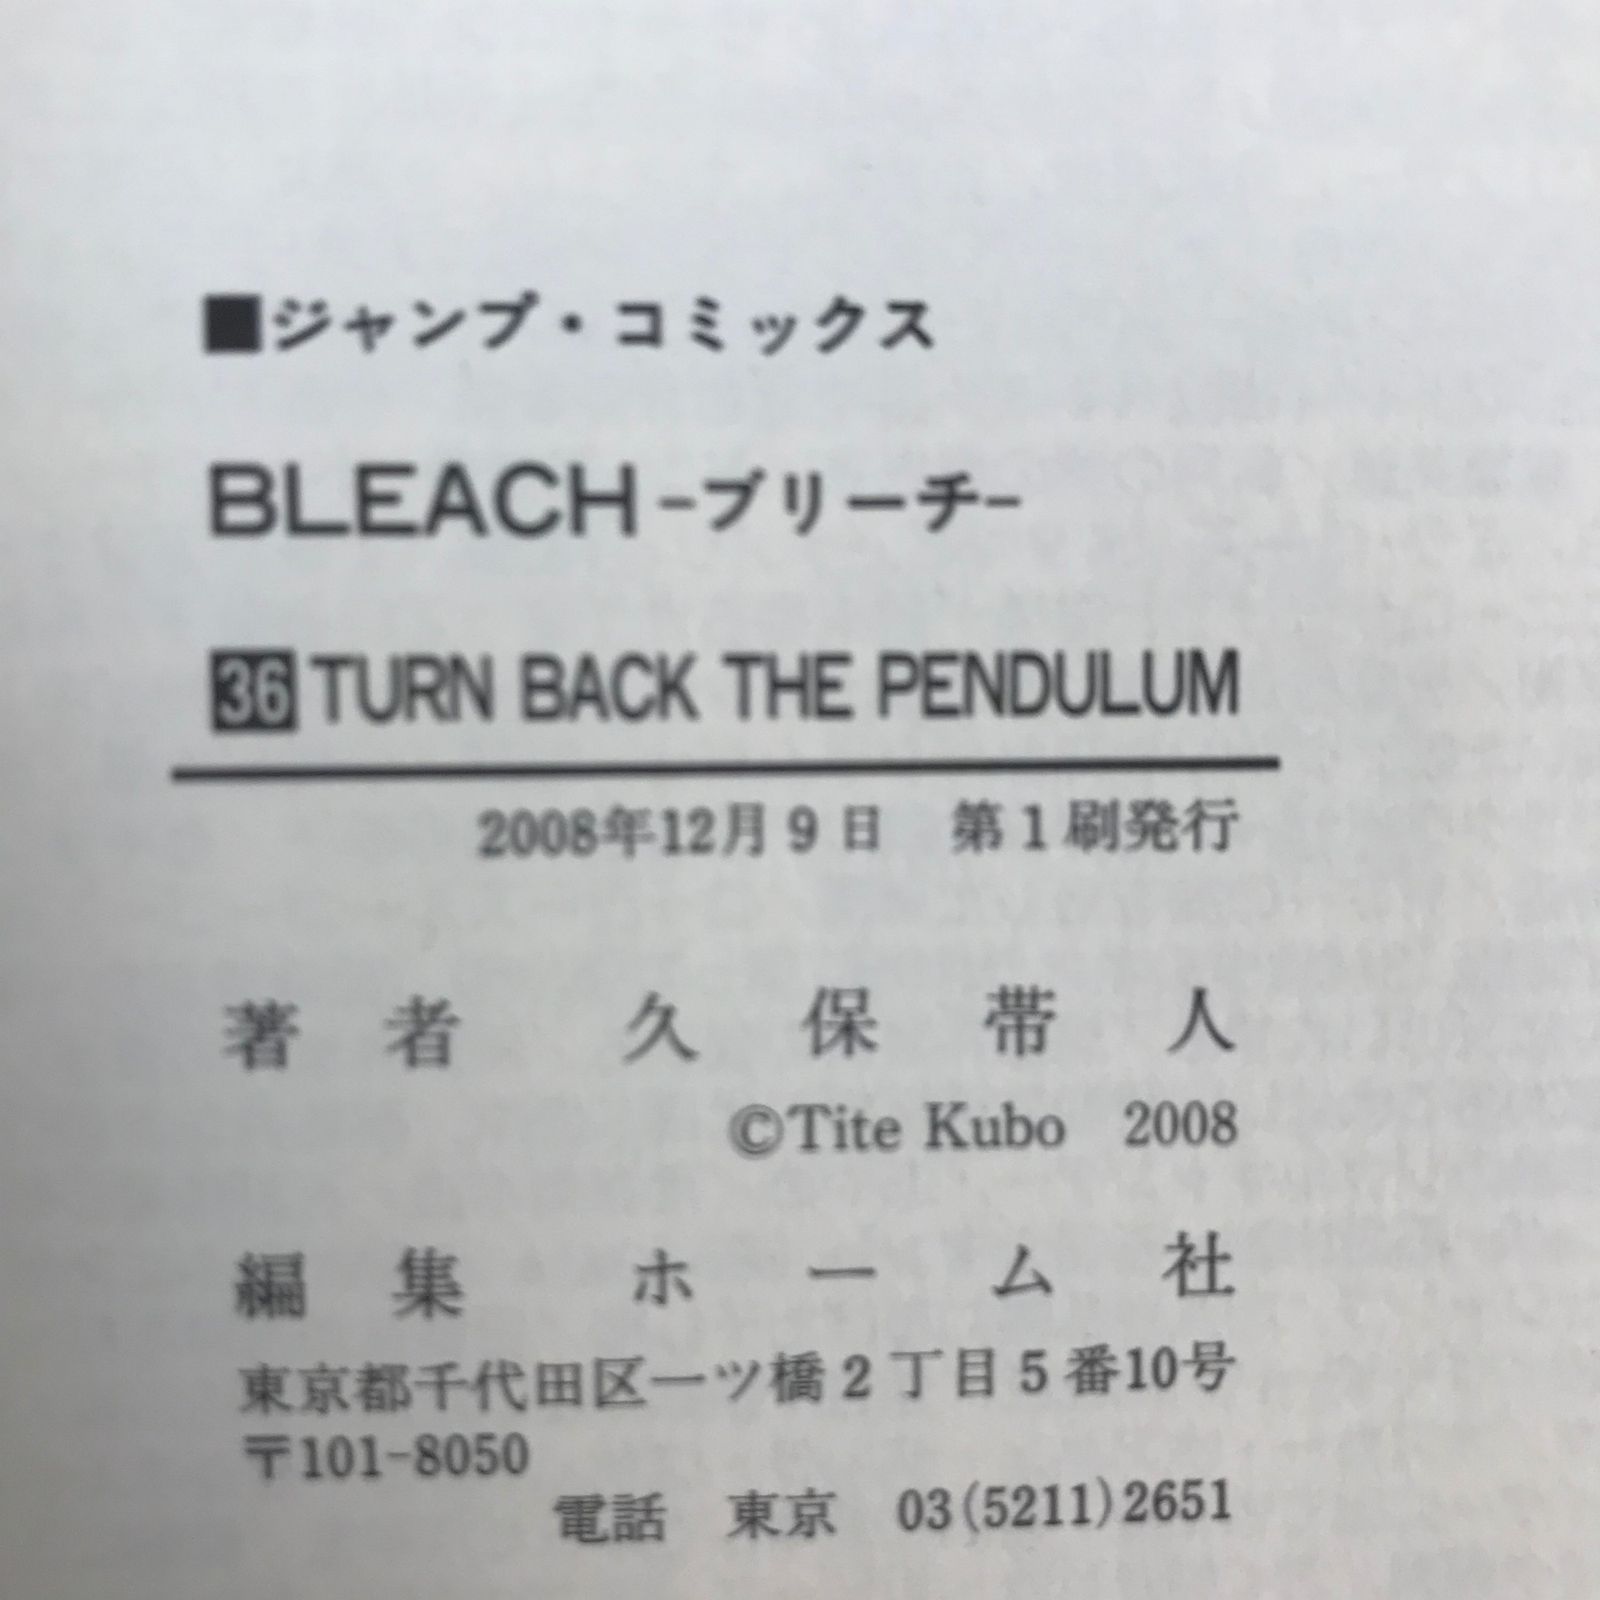 ■ジャンプ・コミックス
BLEACH-ブリーチ-
36 TURN BACK THE PENDULUM
2008年12月9日 第1刷発行
著者 久保帯人
©Tite Kubo 2008
編集 ホーム社
東京都千代田区一ツ橋2丁目5番10号
〒101-8050
電話 東京 03(5211)2651